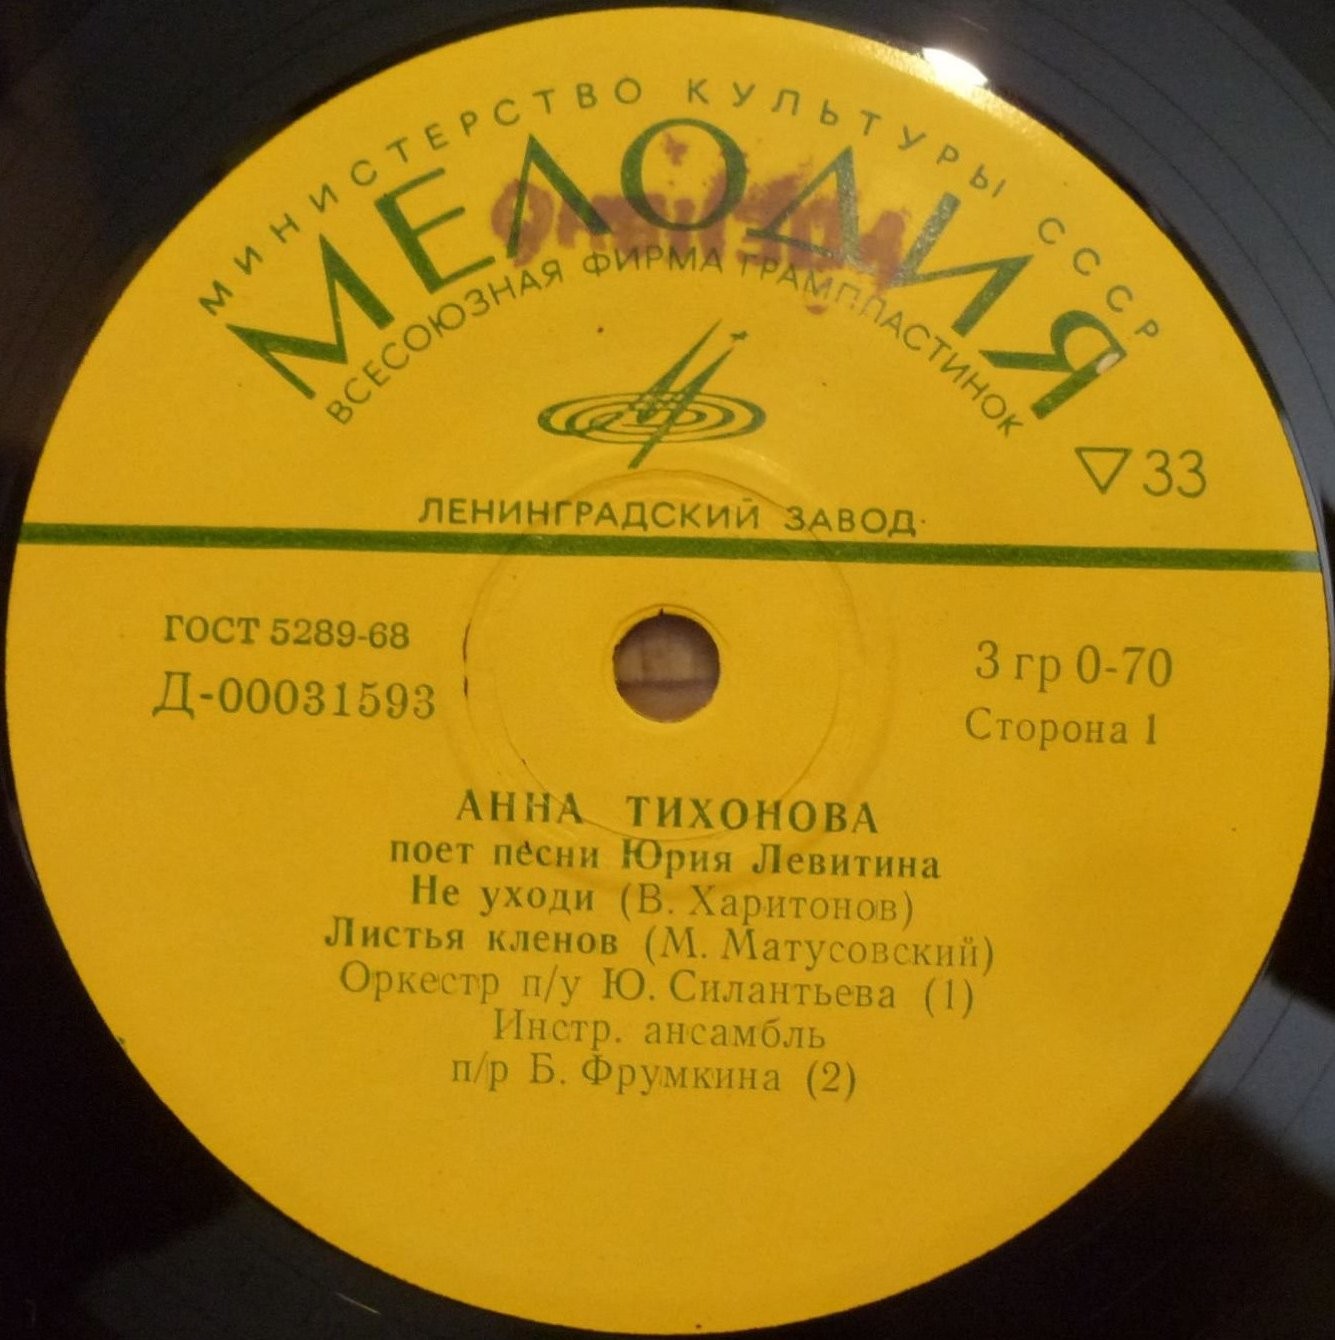 МИНИСТЕРСТВО КУЛЬТУРЫ СССР
МЕЛОДИЯ
ВСЕСОЮЗНАЯ ФИРМА ГРАМПЛАСТИНОК
33
ЛЕНИНГРАДСКИЙ ЗАВОД
ГОСТ 5289-68
Д-00031593
3 гр 0-70
Сторона 1
АННА ТИХОНОВА
поет песни Юрия Левитина
Не уходи (В. Харитонов)
Листья кленов (М. Матусовский)
Оркестр п/у Ю. Силантьева (1)
Инстр. ансамбль
п/р Б. Фрумкина (2)